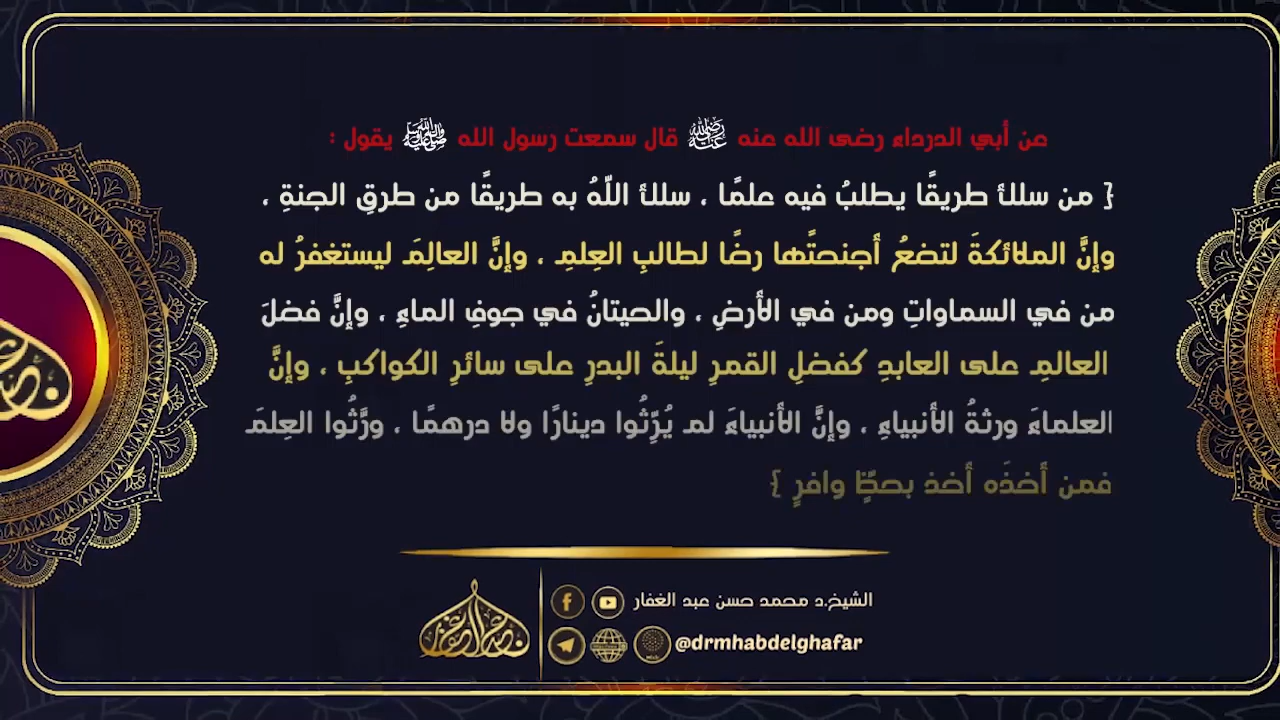 عن أبي الدرداء رضى الله عنه ﵁ قال سمعت رسول الله ﷺ يقول :
{ من سلك طريقًا يطلبُ فيه علمًا ، سلك اللّهُ به طريقًا من طرقِ الجنةِ ،
وإنَّ الملائكةَ لتضعُ أجنحتَها رضًا لطالبِ العِلمِ ، وإنَّ العالِمَ ليستغفرُ له
من في السماواتِ ومن في الأرضِ ، والحيتانُ في جوفِ الماءِ ، وإنَّ فضلَ
العالمِ على العابدِ كفضلِ القمرِ ليلةَ البدرِ على سائرِ الكواكبِ ، وإنَّ
العلماءَ ورثةُ الأنبياءِ ، وإنَّ الأنبياءَ لم يُرِّثُوا دينارًا ولا درهمًا ، ورَّثُوا العِلمَ
فمن أخذَه أخذ بحظٍّ وافرٍ }
الشيخ.د محمد حسن عبد الغفار
@drmhabdelghafar